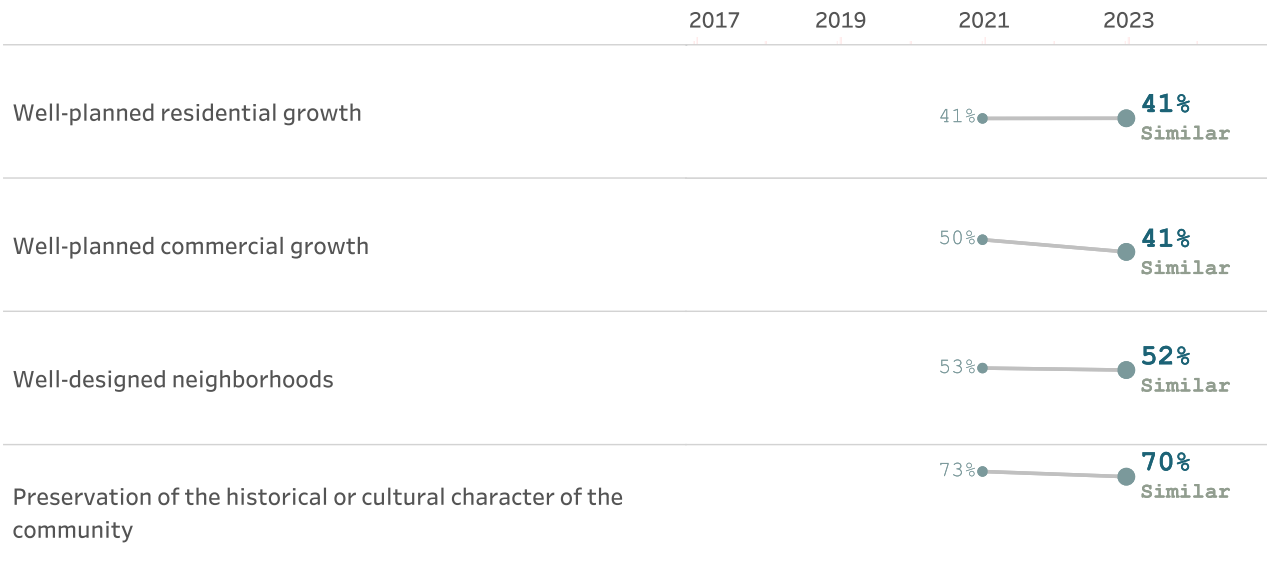 2017 2019 2021 2023
Well-planned residential growth 41% 41%
Similar
Well-planned commercial growth 50% 41%
Similar
Well-designed neighborhoods 53% 52%
Similar
73% 70%
Similar
Preservation of the historical or cultural character of the
community